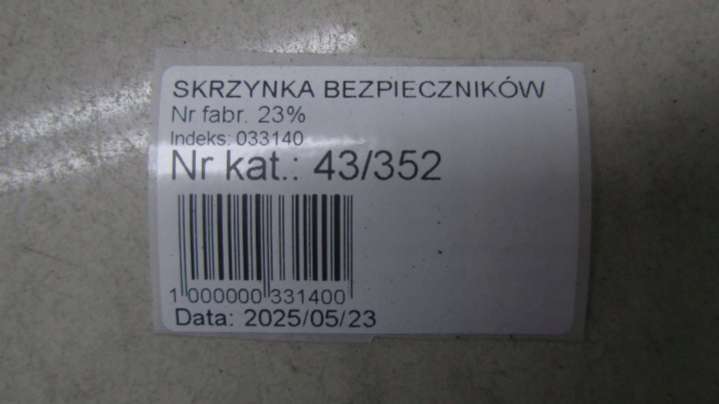 SKRZYNKA BEZPIECZNIKÓW
Nr fabr. 23%
Indeks: 033140
Nr kat.: 43/352
1 000000 331400
Data: 2025/05/23